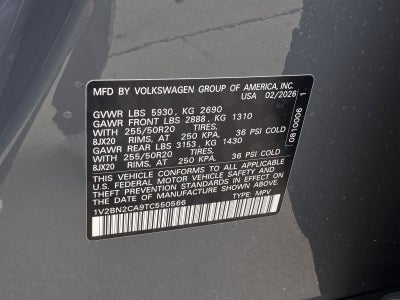 MFD BY VOLKSWAGEN GROUP OF AMERICA, INC.
USA 02/2026
GVWR LBS 5930, KG 2690
GAWR FRONT LBS 2888, KG 1310
WITH 255/50R20 TIRES,
8JX20 RIMS, AT 250 KPA, 36 PSI COLD
GAWR REAR LBS 3153, KG 1430
WITH 255/50R20 TIRES,
8JX20 RIMS, AT 250 KPA, 36 PSI COLD
THIS VEHICLE CONFORMS TO ALL APPLICABLE
U.S. FEDERAL MOTOR VEHICLE SAFETY AND
THEFT PREVENTION STANDARDS IN EFFECT ON THE
DATE OF MANUFACTURE SHOWN ABOVE.
1V2BN2CA9TC550566 TYPE: MPV
0810006 1